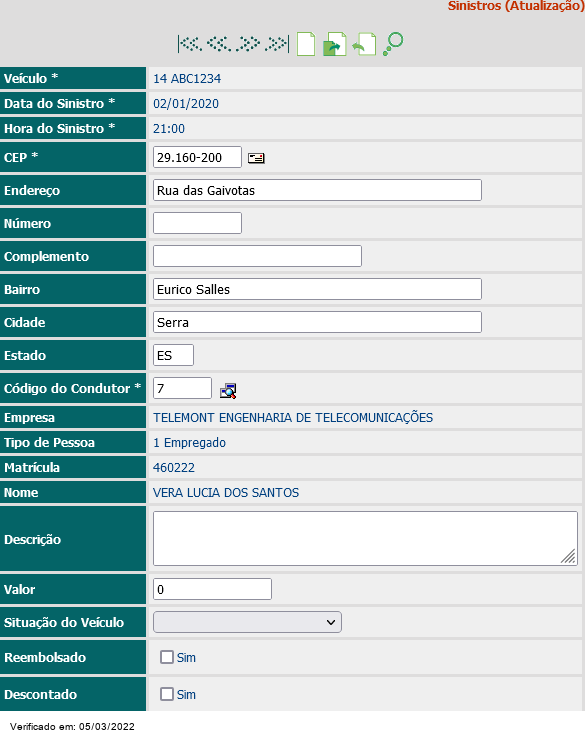 Sinistros (Atualização)
Veículo * 14 ABC1234
Data do Sinistro * 02/01/2020
Hora do Sinistro * 21:00
CEP * 29.160-200
Endereço Rua das Gaivotas
Número
Complemento
Bairro Eurico Salles
Cidade Serra
Estado ES
Código do Condutor * 7
Empresa TELEMONT ENGENHARIA DE TELECOMUNICAÇÕES
Tipo de Pessoa 1 Empregado
Matrícula 460222
Nome VERA LUCIA DOS SANTOS
Descrição
Valor 0
Situação do Veículo
Reembolsado Sim
Descontado Sim
Verificado em: 05/03/2022